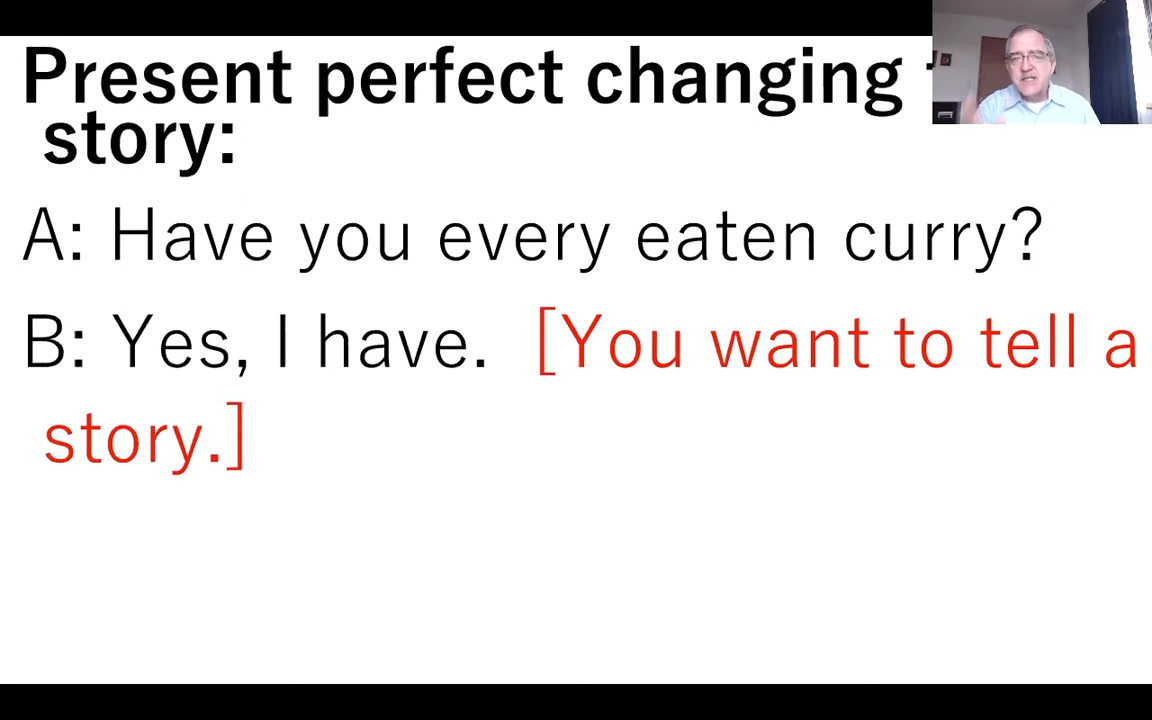 Present perfect changing
story:
A: Have you every eaten curry?
B: Yes, I have. [You want to tell a
story.]